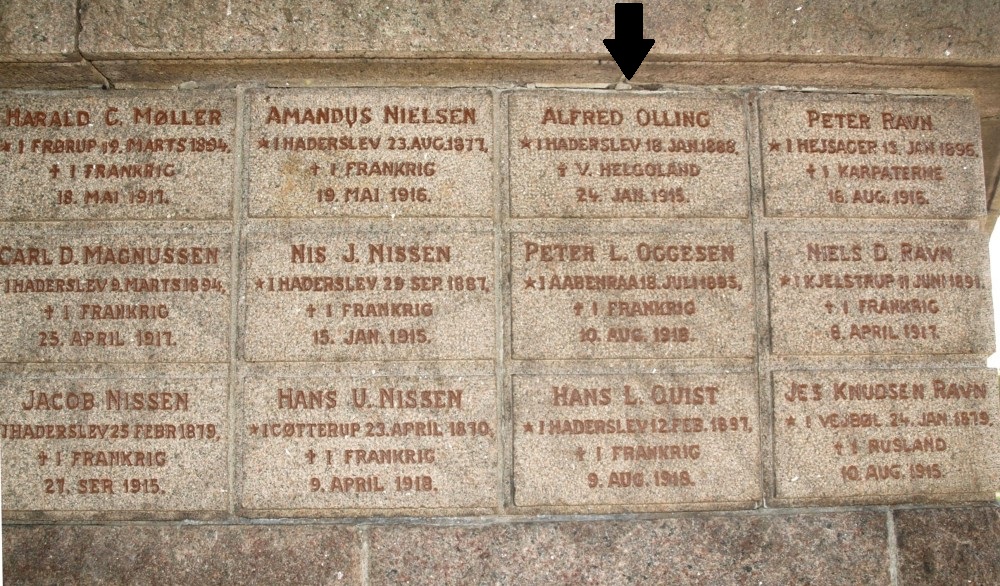 HARALD C. MØLLER
* I FRØRUP 19. MARTS 1894.
† I FRANKRIG
18. MAI 1917.
AMANDUS NIELSEN
* I HADERSLEV 23. AUG. 1877.
† I FRANKRIG
19. MAI 1916.
ALFRED OLLING
* I HADERSLEV 18. JAN. 1888.
† V. HELGOLAND
24. JAN. 1915.
PETER RAVN
* I HEJSAGER 13. JAN. 1896.
† I KARPATERNE
16. AUG. 1916.
CARL D. MAGNUSSEN
I HADERSLEV 9. MARTS 1894.
† I FRANKRIG
25. APRIL 1917.
NIS J. NISSEN
* I HADERSLEV 29 SEP. 1887.
† I FRANKRIG
15. JAN. 1915.
PETER L. OGGESEN
* I AABENRAA 18. JULI 1895.
† I FRANKRIG
10. AUG. 1918.
NIELS D. RAVN
* I KJELSTRUP 11 JUNI 1891.
† I FRANKRIG
8. APRIL 1917.
JACOB NISSEN
I HADERSLEV 25 FEBR 1879.
† I FRANKRIG
27. SEP 1915.
HANS U. NISSEN
* I GØTTERUP 23. APRIL 1870.
† I FRANKRIG
9. APRIL 1918.
HANS L. QUIST
* I HADERSLEV 12. FEB. 1897.
† I FRANKRIG
9. AUG. 1918.
JES KNUDSEN RAVN
* I VEJBØL 24. JAN. 1879.
† I RUSLAND
10. AUG. 1915.